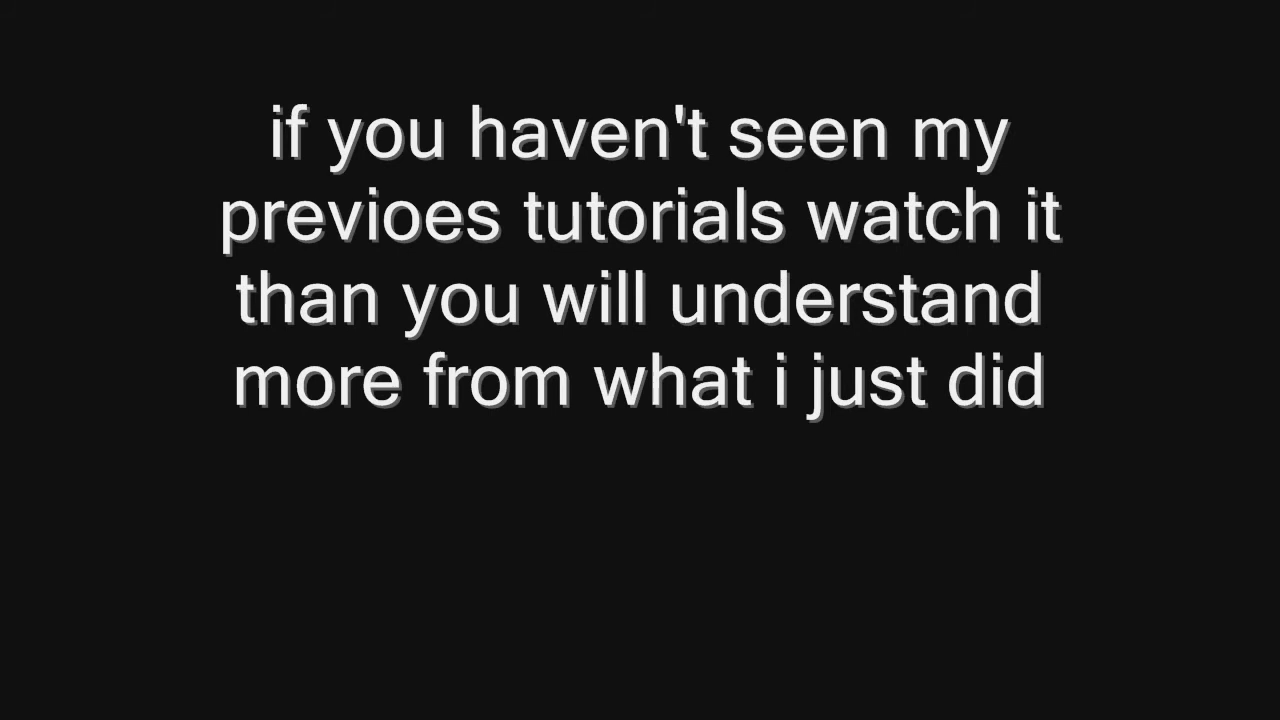 if you haven't seen my
previoes tutorials watch it
than you will understand
more from what i just did